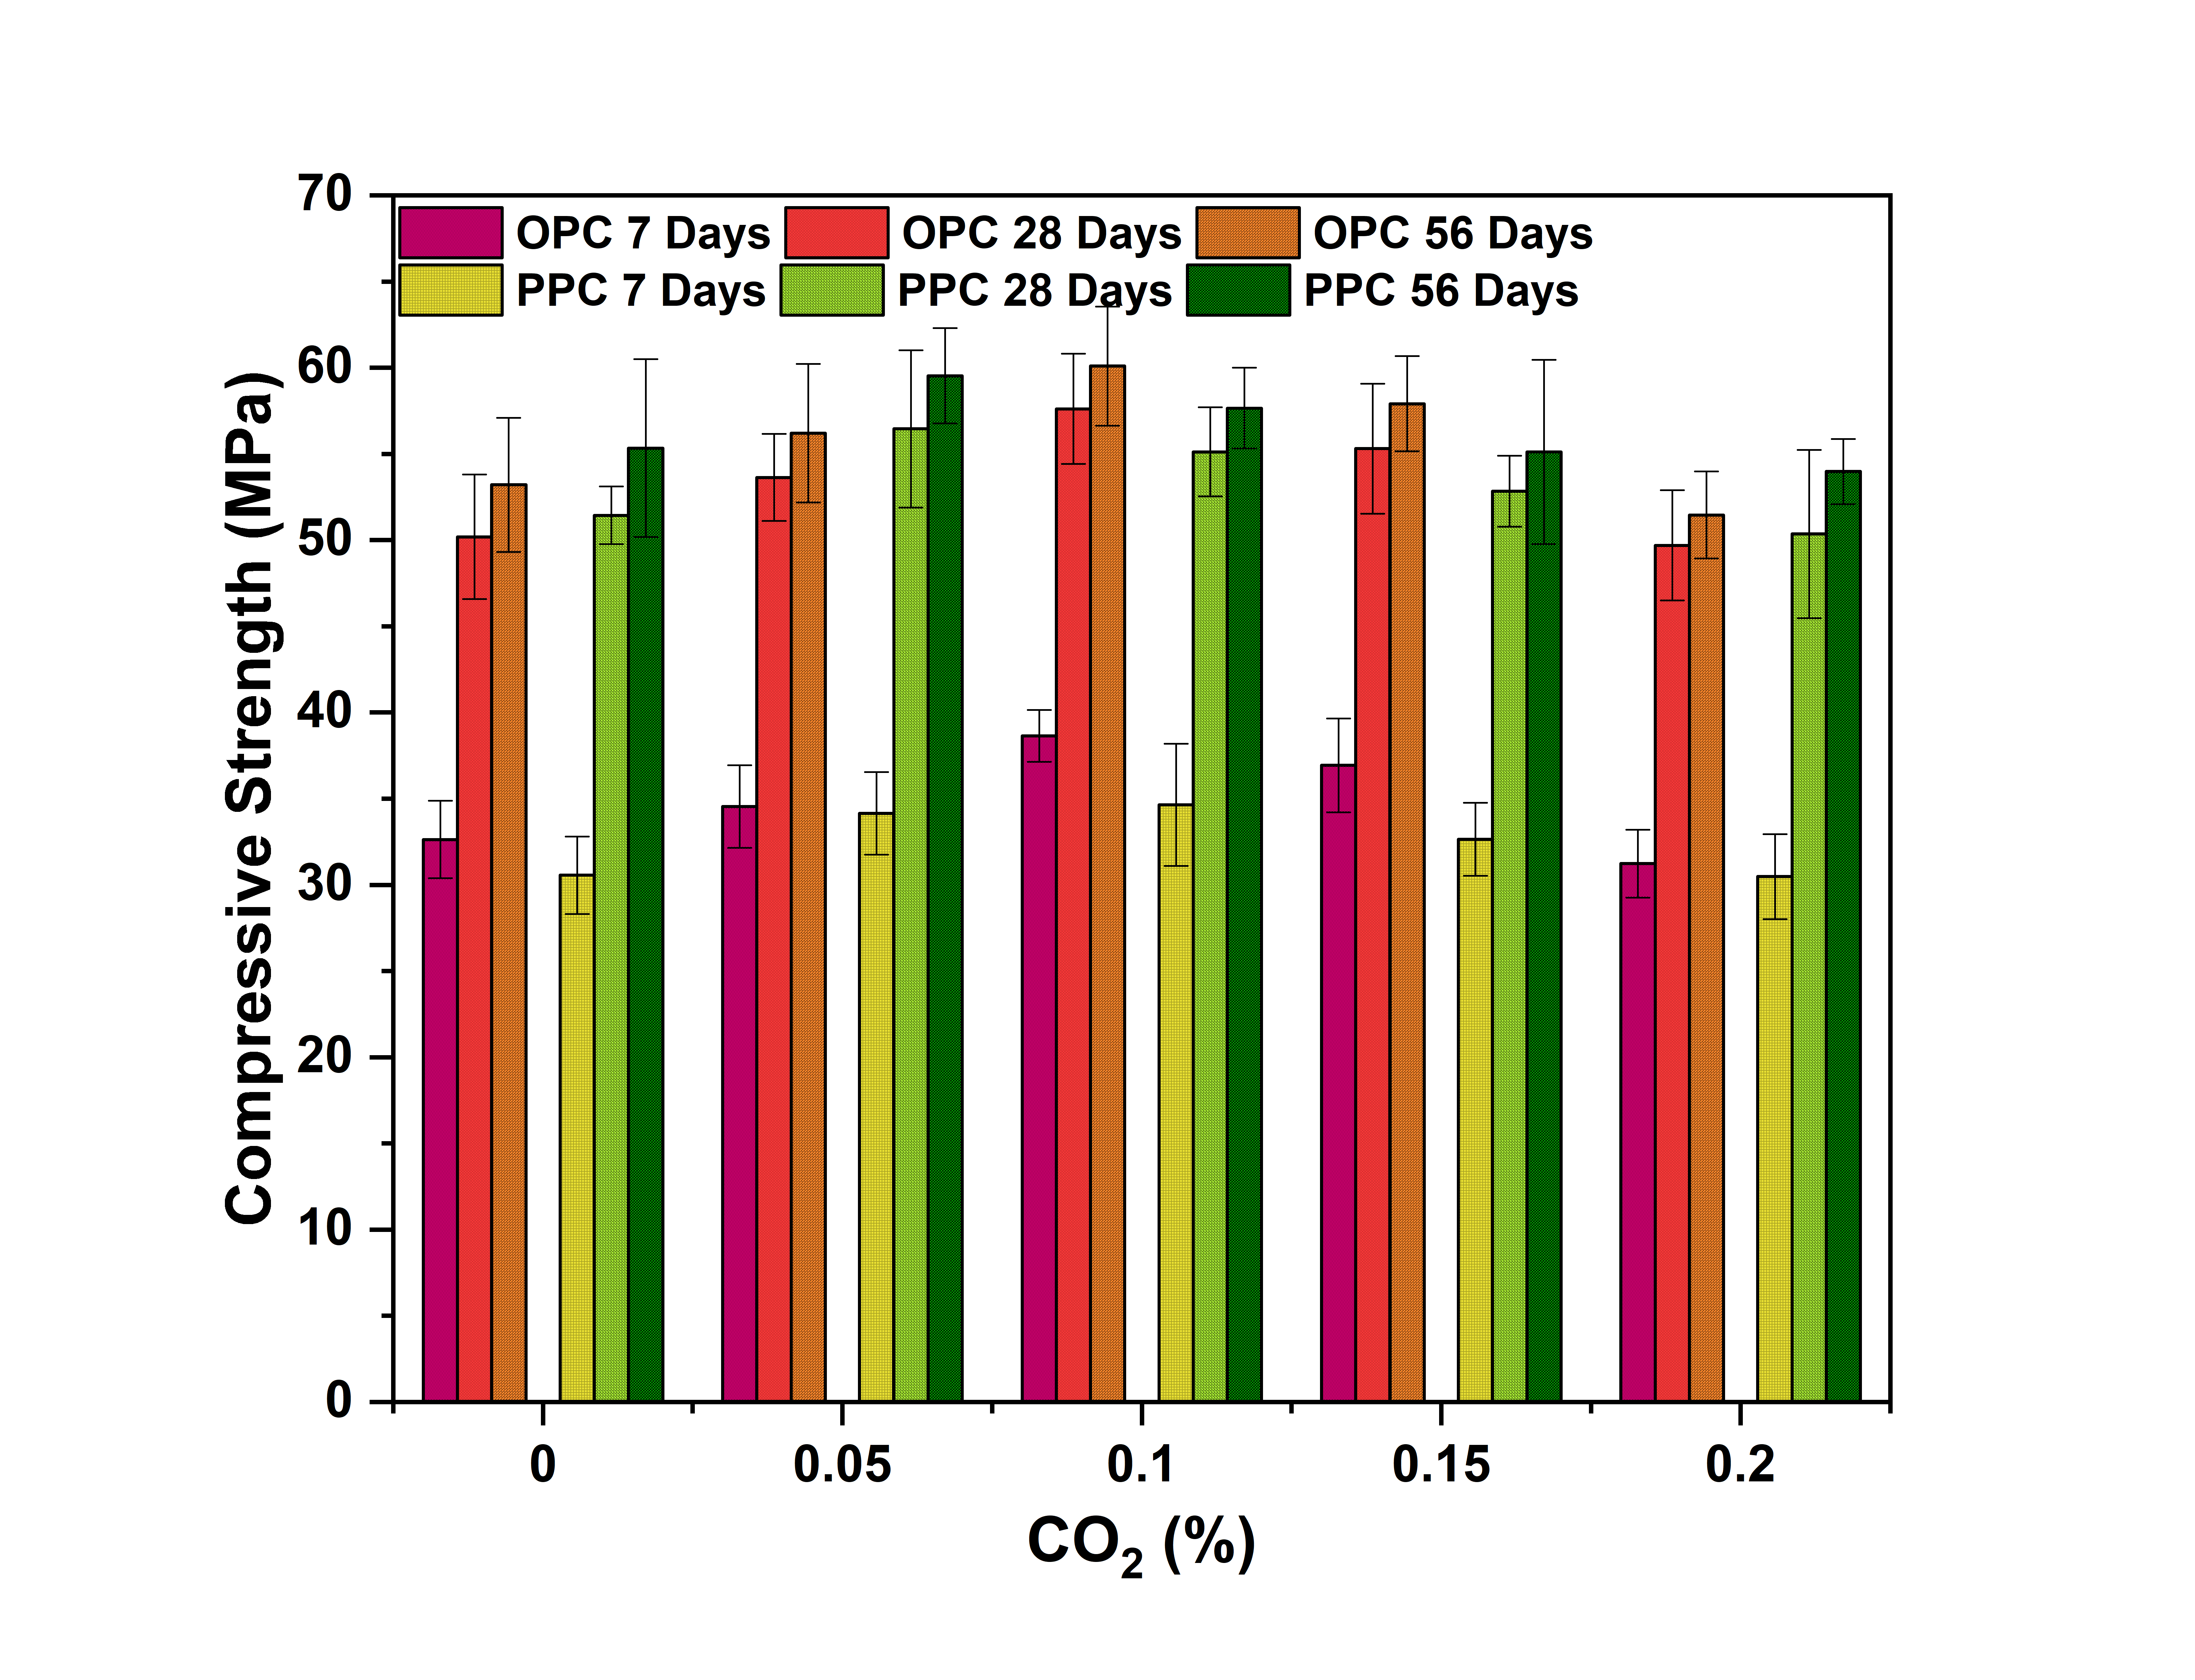 70
60
50
40
30
20
10
0
Compressive Strength (MPa)
OPC 7 Days OPC 28 Days OPC 56 Days
PPC 7 Days PPC 28 Days PPC 56 Days
0 0.05 0.1 0.15 0.2
CO₂ (%)